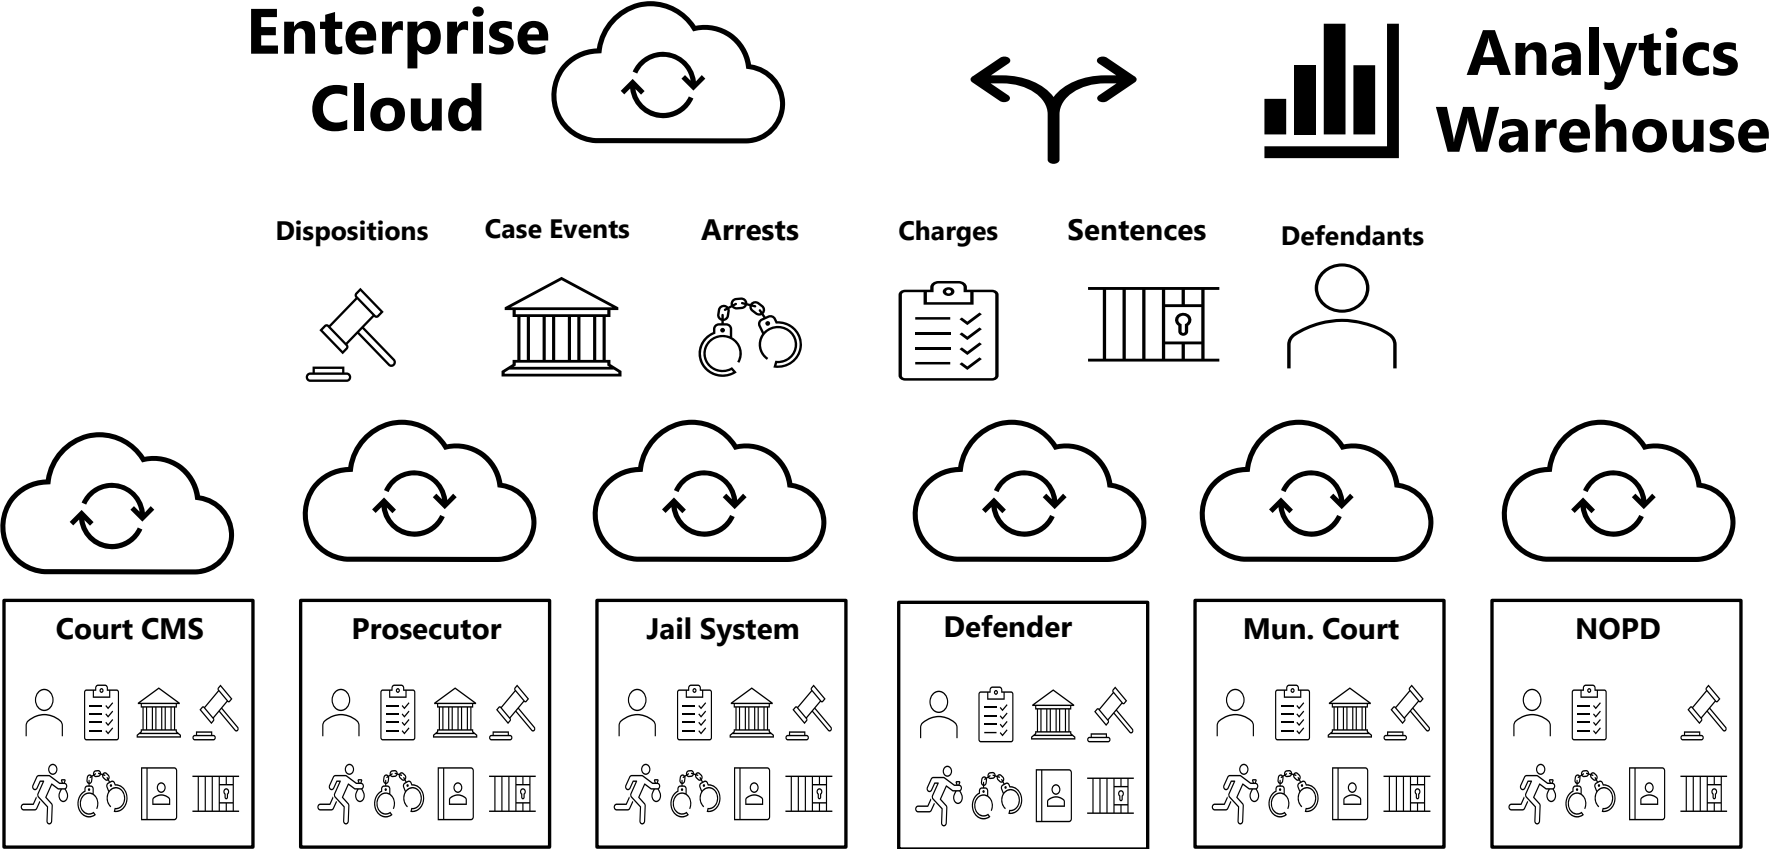 Enterprise
Cloud
Analytics
Warehouse
Dispositions
Case Events
Arrests
Charges
Sentences
Defendants
Court CMS
Prosecutor
Jail System
Defender
Mun. Court
NOPD